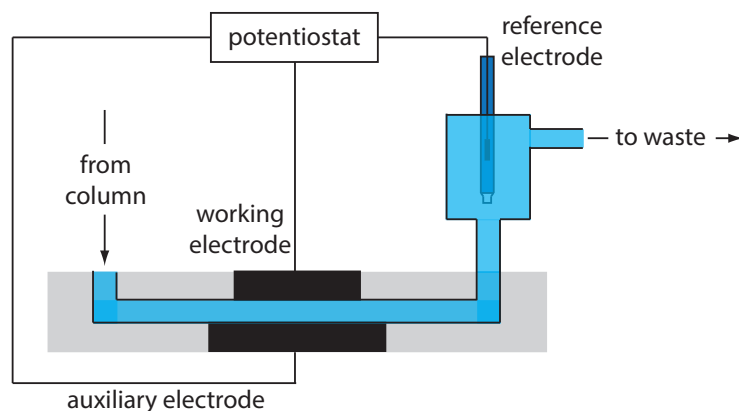 potentiostat
reference
electrode
from
column
to waste
working
electrode
auxiliary electrode